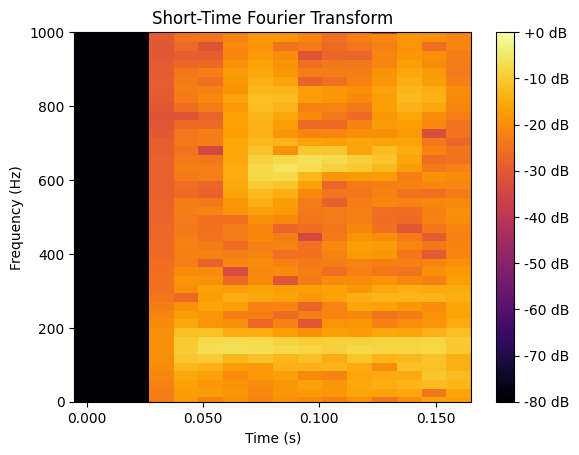 Short-Time Fourier Transform
Frequency (Hz)
1000
800
600
400
200
0
0.000
0.050
0.100
0.150
Time (s)
+0 dB
-10 dB
-20 dB
-30 dB
-40 dB
-50 dB
-60 dB
-70 dB
-80 dB